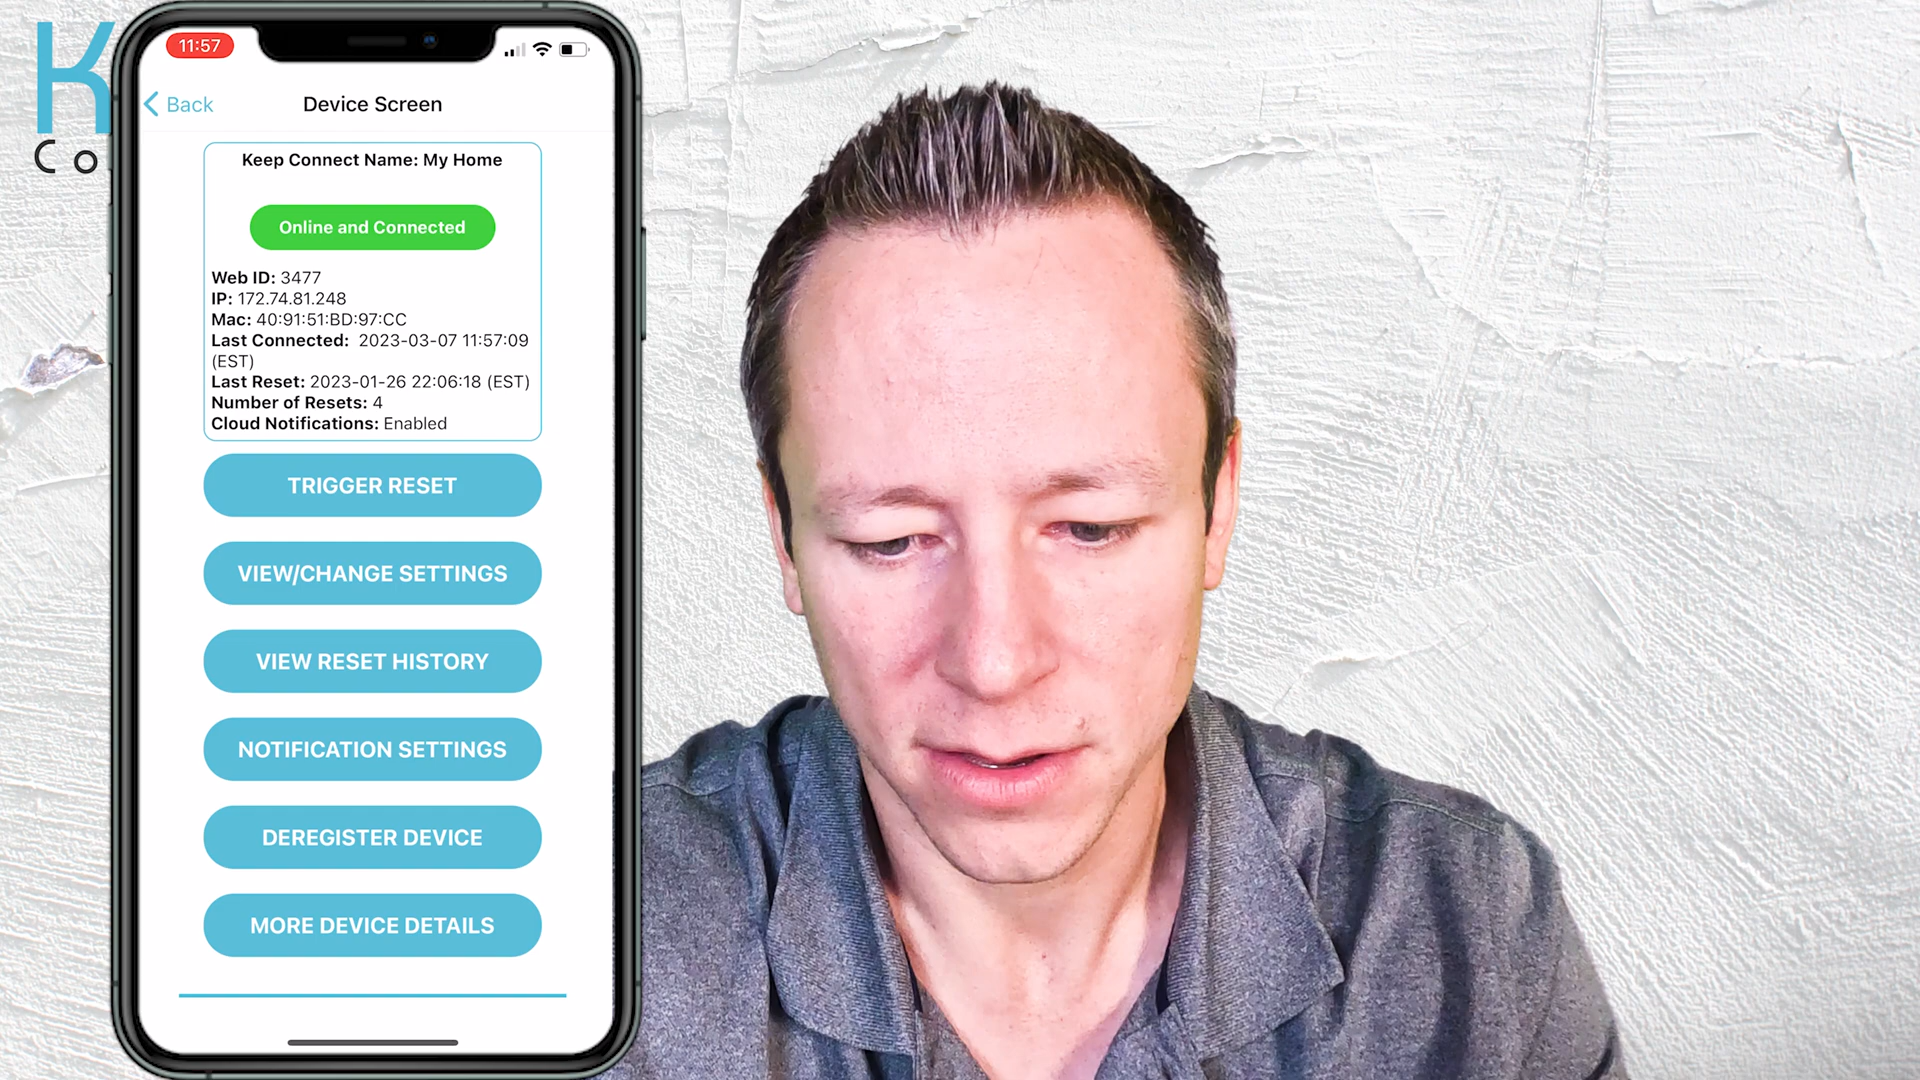 K
Co
11:57
Back
Device Screen
Keep Connect Name: My Home
Online and Connected
Web ID: 3477
IP: 172.74.81.248
Mac: 40:91:51:BD:97:CC
Last Connected: 2023-03-07 11:57:09
(EST)
Last Reset: 2023-01-26 22:06:18 (EST)
Number of Resets: 4
Cloud Notifications: Enabled
TRIGGER RESET
VIEW/CHANGE SETTINGS
VIEW RESET HISTORY
NOTIFICATION SETTINGS
DEREGISTER DEVICE
MORE DEVICE DETAILS